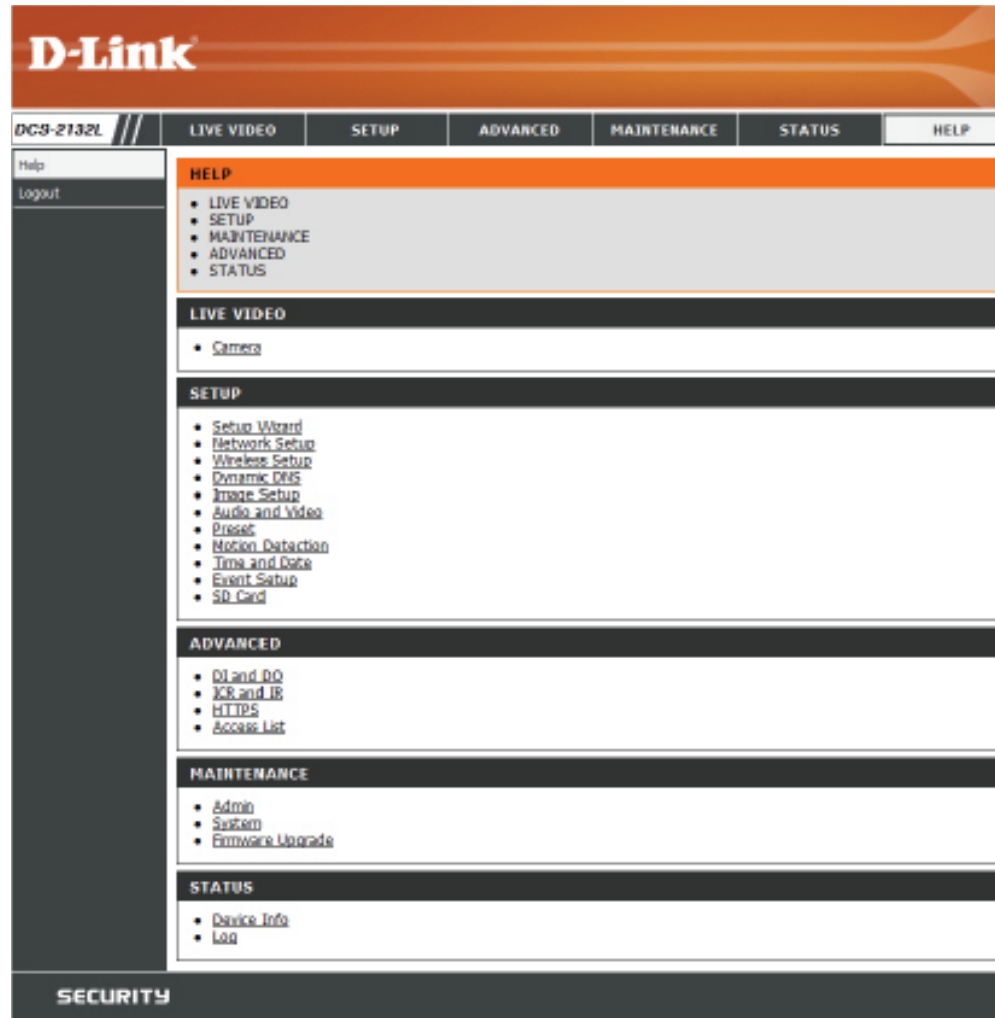 D-Link
DCS-2132L
LIVE VIDEO
SETUP
ADVANCED
MAINTENANCE
STATUS
HELP
Help
Logout
HELP
LIVE VIDEO
SETUP
MAINTENANCE
ADVANCED
STATUS
LIVE VIDEO
Camera
SETUP
Setup Wizard
Network Setup
Wireless Setup
Dynamic DNS
Image Setup
Audio and Video
Preset
Motion Detection
Time and Date
Event Setup
SD Card
ADVANCED
DI and DO
ICR and IR
HTTPS
Access List
MAINTENANCE
Admin
System
Firmware Upgrade
STATUS
Device Info
Log
SECURITY